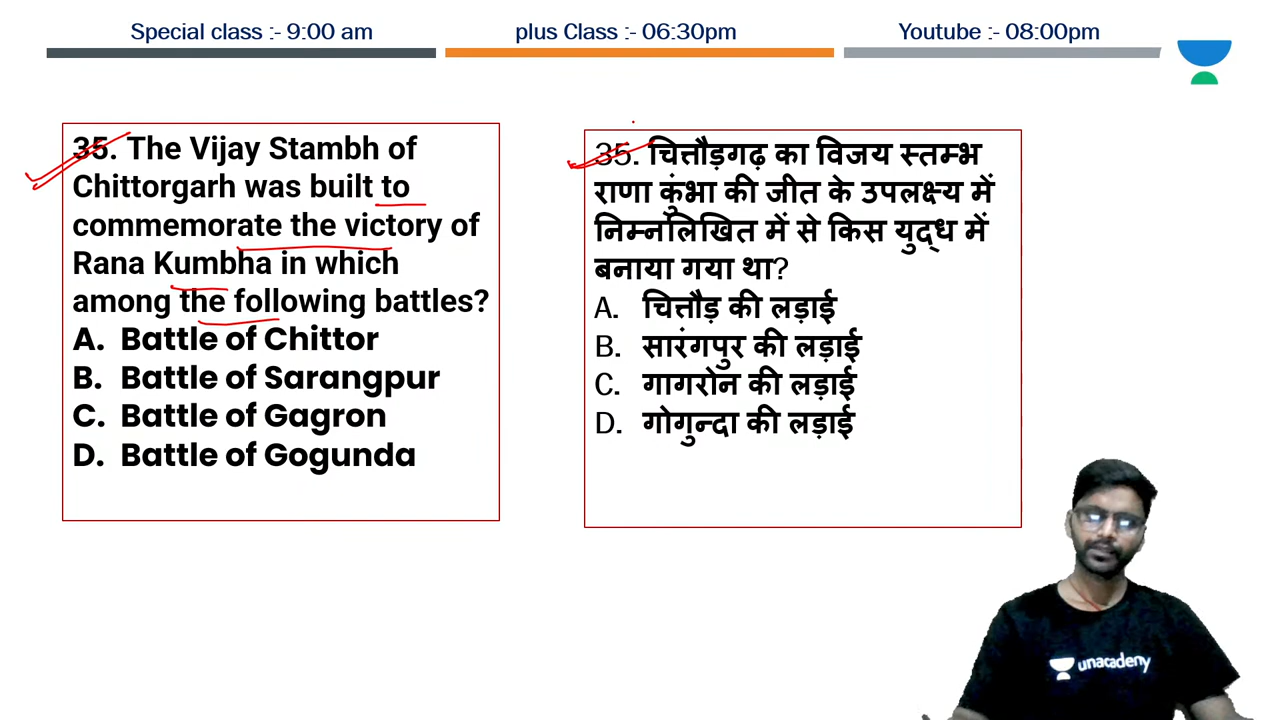 Special class :- 9:00 am
plus Class :- 06:30pm
Youtube :- 08:00pm
35. The Vijay Stambh of
Chittorgarh was built to
commemorate the victory of
Rana Kumbha in which
among the following battles?
A. Battle of Chittor
B. Battle of Sarangpur
C. Battle of Gagron
D. Battle of Gogunda
35. चित्तौड़गढ़ का विजय स्तम्भ
राणा कुंभा की जीत के उपलक्ष्य में
निम्नलिखित में से किस युद्ध में
बनाया गया था?
A. चित्तौड़ की लड़ाई
B. सारंगपुर की लड़ाई
C. गागरोन की लड़ाई
D. गोगुन्दा की लड़ाई
unacademy